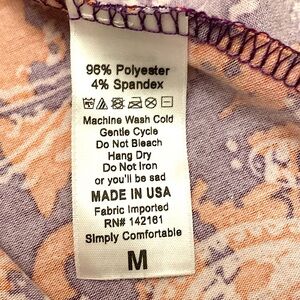 96% Polyester
4% Spandex
Machine Wash Cold
Gentle Cycle
Do Not Bleach
Hang Dry
Do Not Iron
or you'll be sad
MADE IN USA
Fabric Imported
RN# 142161
Simply Comfortable
M